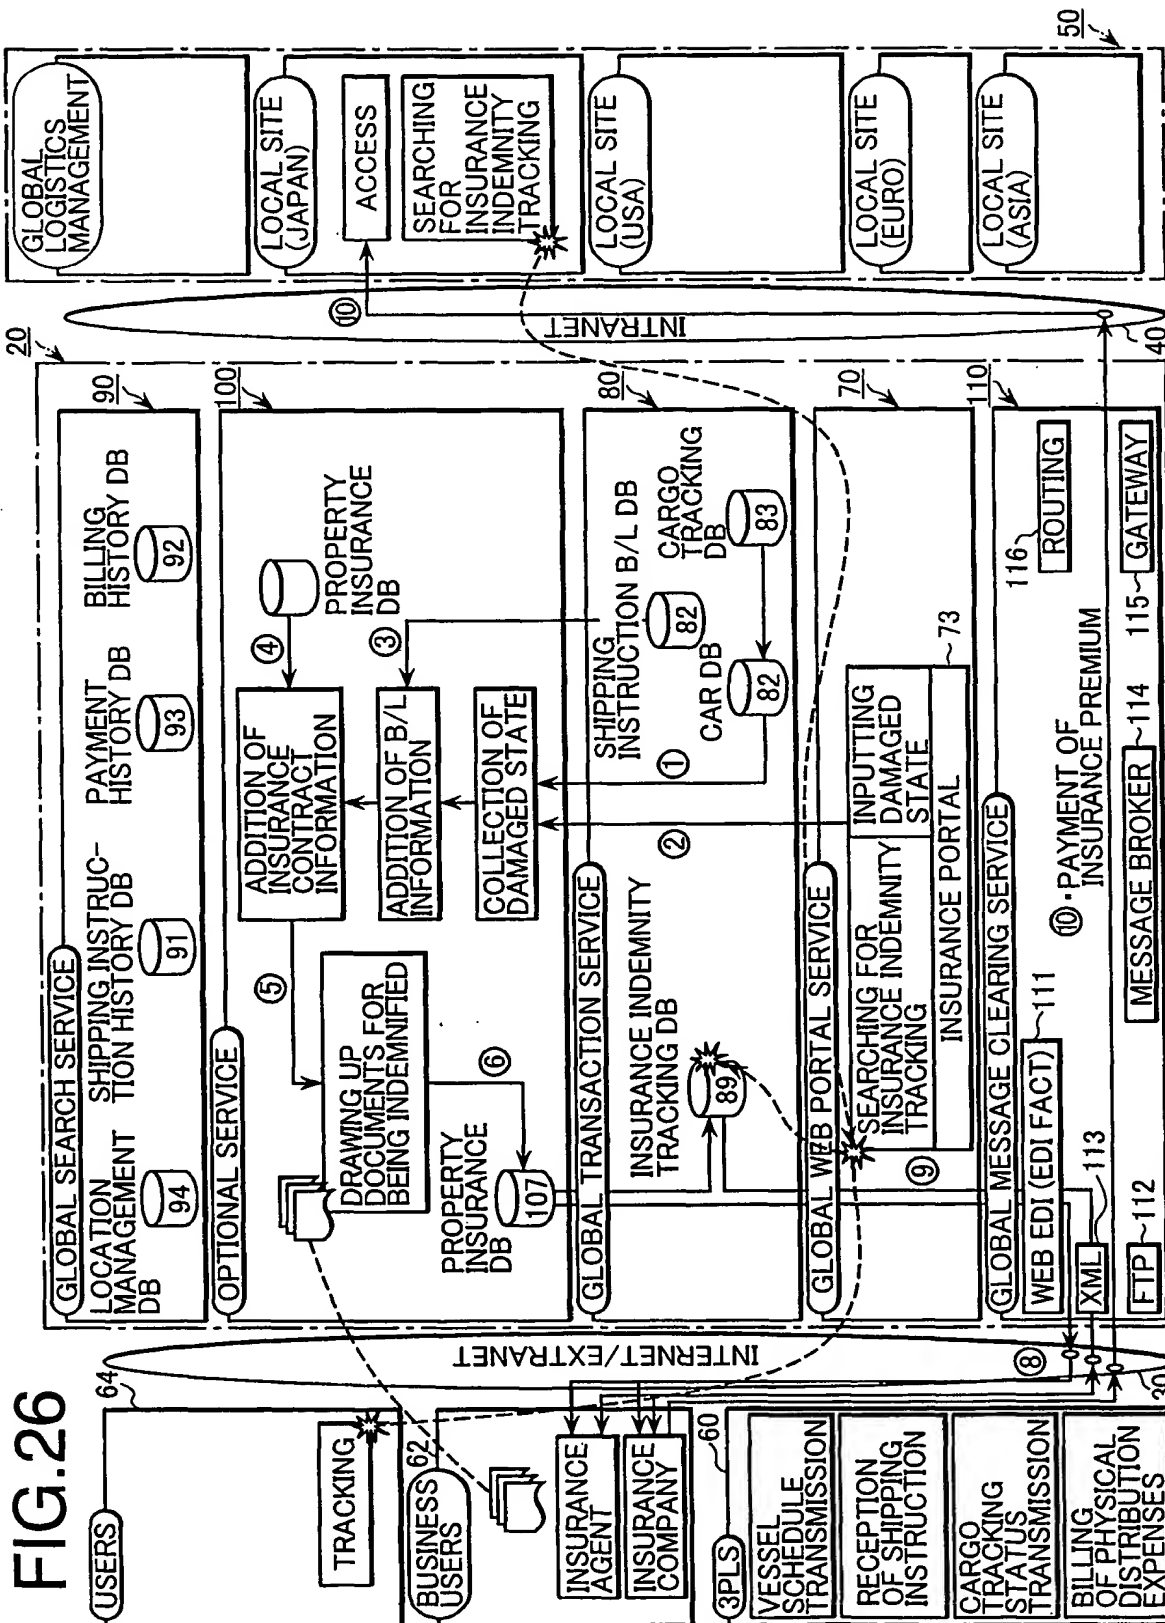 FIG.26
USERS
64
TRACKING
BUSINESS
USERS
62
INSURANCE
AGENT
INSURANCE
COMPANY
3PLS
60
VESSEL
SCHEDULE
TRANSMISSION
RECEPTION
OF SHIPPING
INSTRUCTION
CARGO
TRACKING
STATUS
TRANSMISSION
BILLING
OF PHYSICAL
DISTRIBUTION
EXPENSES
INTERNET/EXTRANET
⑧
30
20
GLOBAL SEARCH SERVICE
90
LOCATION
MANAGEMENT
DB
94
SHIPPING INSTRUC-
TION HISTORY DB
91
PAYMENT
HISTORY DB
93
BILLING
HISTORY DB
92
OPTIONAL SERVICE
100
ADDITION OF
INSURANCE
CONTRACT
INFORMATION
④
PROPERTY
INSURANCE
DB
⑤
DRAWING UP
DOCUMENTS FOR
BEING INDEMNIFIED
ADDITION OF B/L
INFORMATION
③
COLLECTION OF
DAMAGED STATE
⑥
PROPERTY
INSURANCE
DB
107
GLOBAL TRANSACTION SERVICE
80
SHIPPING
INSTRUCTION B/L DB
82
CARGO
TRACKING
DB
83
CAR DB
82
①
②
INSURANCE INDEMNITY
TRACKING DB
89
GLOBAL WEB PORTAL SERVICE
70
SEARCHING FOR
INSURANCE INDEMNITY
TRACKING
INPUTTING
DAMAGED
STATE
INSURANCE PORTAL
73
⑨
GLOBAL MESSAGE CLEARING SERVICE
110
WEB EDI (EDI FACT)
111
XML
113
FTP
112
⑩·PAYMENT OF
INSURANCE PREMIUM
MESSAGE BROKER
114
116
ROUTING
115
GATEWAY
INTRANET
40
⑩
50
GLOBAL
LOGISTICS
MANAGEMENT
LOCAL SITE
(JAPAN)
ACCESS
SEARCHING
FOR
INSURANCE
INDEMNITY
TRACKING
LOCAL SITE
(USA)
LOCAL SITE
(EURO)
LOCAL SITE
(ASIA)